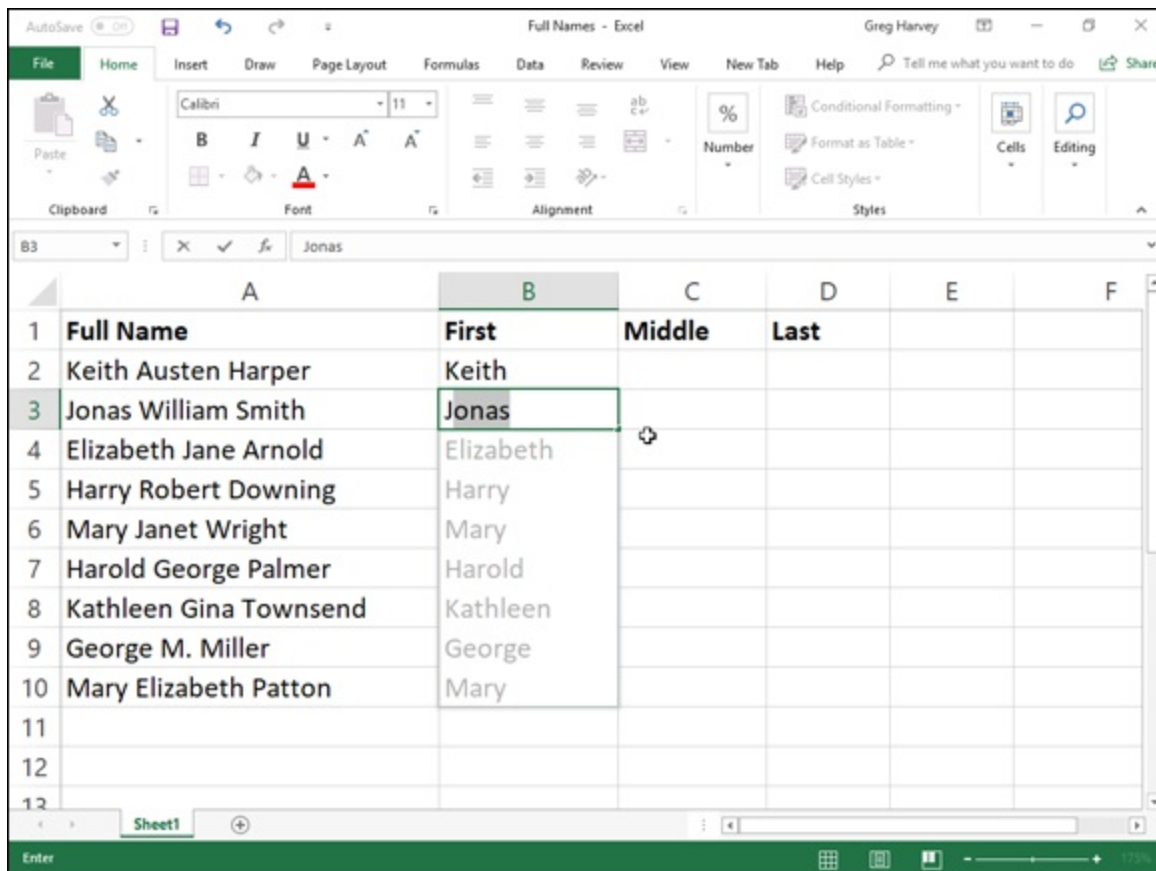 AutoSave Off Full Names - Excel Greg Harvey
File Home Insert Draw Page Layout Formulas Data Review View New Tab Help Tell me what you want to do Share
Calibri 11 ab % Conditional Formatting
Paste B I U A A Number Format as Table Cells Editing
A Cell Styles
Clipboard Font Alignment Styles
B3 fx Jonas
A B C D E F
1 Full Name First Middle Last
2 Keith Austen Harper Keith
3 Jonas William Smith Jonas
4 Elizabeth Jane Arnold Elizabeth
5 Harry Robert Downing Harry
6 Mary Janet Wright Mary
7 Harold George Palmer Harold
8 Kathleen Gina Townsend Kathleen
9 George M. Miller George
10 Mary Elizabeth Patton Mary
11
12
13
Sheet1
Enter 175%